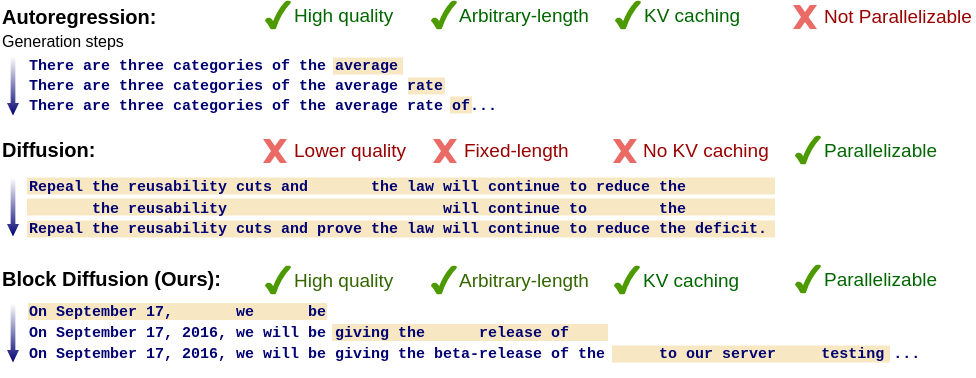 Autoregression: ✓ High quality ✓ Arbitrary-length ✓ KV caching ✗ Not Parallelizable
Generation steps
There are three categories of the average
There are three categories of the average rate
There are three categories of the average rate of...
Diffusion: ✗ Lower quality ✗ Fixed-length ✗ No KV caching ✓ Parallelizable
Repeal the reusability cuts and the law will continue to reduce the
the reusability will continue to the
Repeal the reusability cuts and prove the law will continue to reduce the deficit.
Block Diffusion (Ours): ✓ High quality ✓ Arbitrary-length ✓ KV caching ✓ Parallelizable
On September 17, we be
On September 17, 2016, we will be giving the release of
On September 17, 2016, we will be giving the beta-release of the to our server testing ...